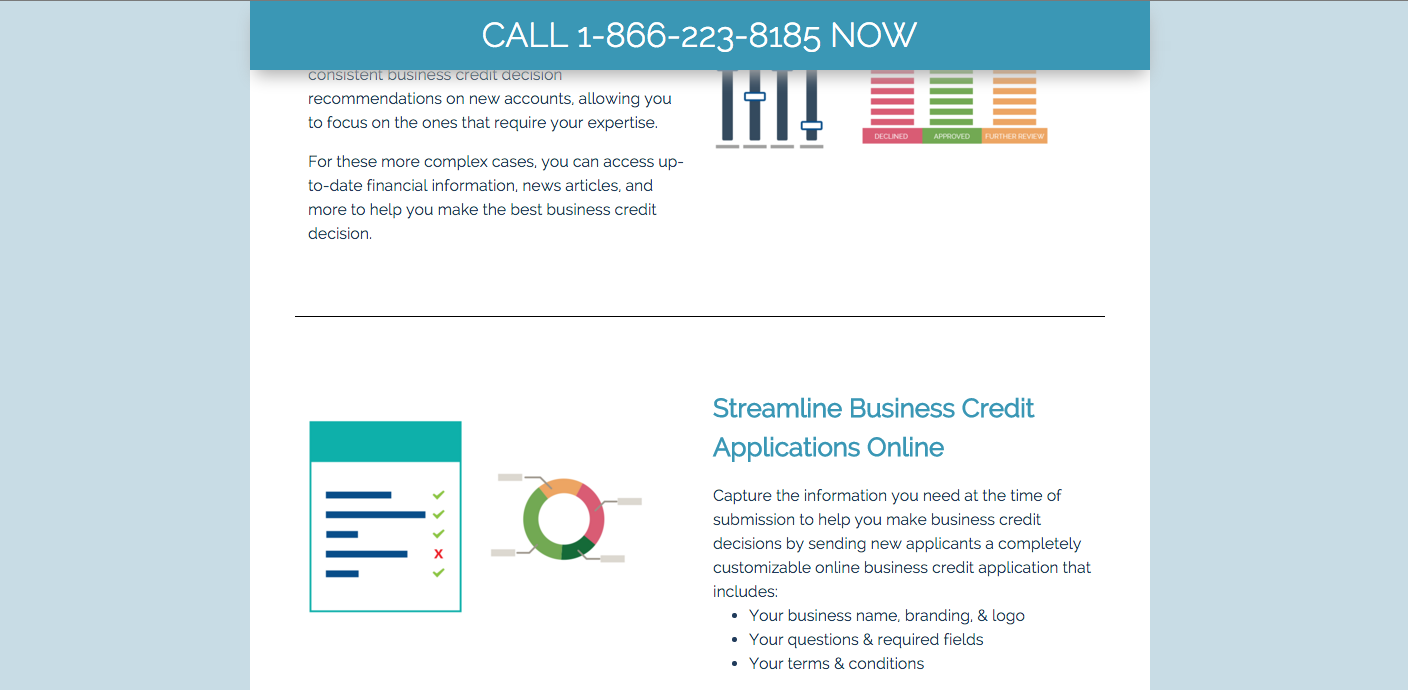 CALL 1-866-223-8185 NOW
consistent business credit decision
recommendations on new accounts, allowing you
to focus on the ones that require your expertise.
For these more complex cases, you can access up-
to-date financial information, news articles, and
more to help you make the best business credit
decision.
DECLINED APPROVED FURTHER REVIEW
Streamline Business Credit
Applications Online
Capture the information you need at the time of
submission to help you make business credit
decisions by sending new applicants a completely
customizable online business credit application that
includes:
• Your business name, branding, & logo
• Your questions & required fields
• Your terms & conditions